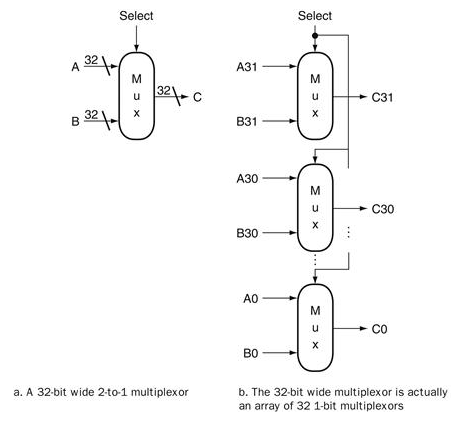 Select
A 32
B 32
M
u
x
32 C
Select
A31
B31
M
u
x
C31
A30
B30
M
u
x
C30
A0
B0
M
u
x
C0
a. A 32-bit wide 2-to-1 multiplexor
b. The 32-bit wide multiplexor is actually
an array of 32 1-bit multiplexors